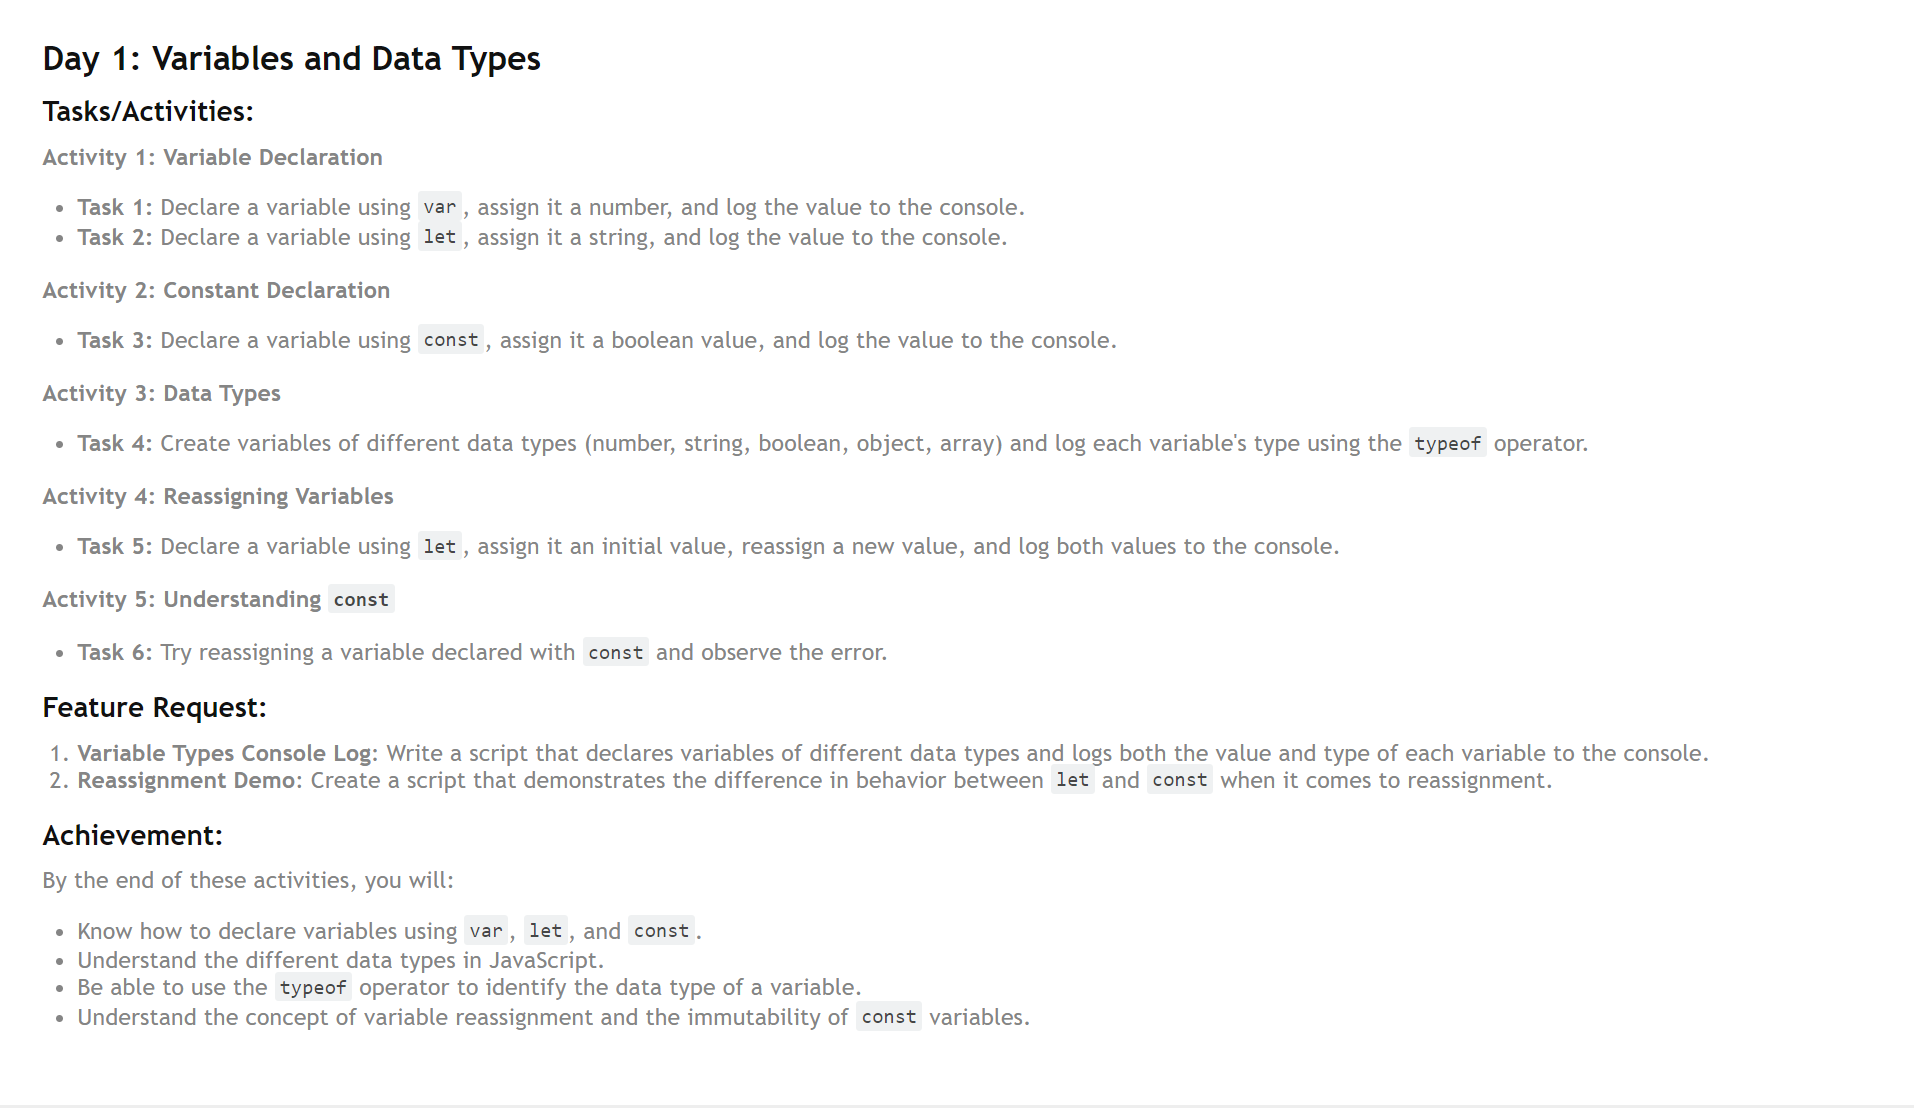 Day 1: Variables and Data Types
Tasks/Activities:
Activity 1: Variable Declaration
• Task 1: Declare a variable using var, assign it a number, and log the value to the console.
• Task 2: Declare a variable using let, assign it a string, and log the value to the console.
Activity 2: Constant Declaration
• Task 3: Declare a variable using const, assign it a boolean value, and log the value to the console.
Activity 3: Data Types
• Task 4: Create variables of different data types (number, string, boolean, object, array) and log each variable's type using the typeof operator.
Activity 4: Reassigning Variables
• Task 5: Declare a variable using let, assign it an initial value, reassign a new value, and log both values to the console.
Activity 5: Understanding const
• Task 6: Try reassigning a variable declared with const and observe the error.
Feature Request:
1. Variable Types Console Log: Write a script that declares variables of different data types and logs both the value and type of each variable to the console.
2. Reassignment Demo: Create a script that demonstrates the difference in behavior between let and const when it comes to reassignment.
Achievement:
By the end of these activities, you will:
• Know how to declare variables using var, let, and const.
• Understand the different data types in JavaScript.
• Be able to use the typeof operator to identify the data type of a variable.
• Understand the concept of variable reassignment and the immutability of const variables.